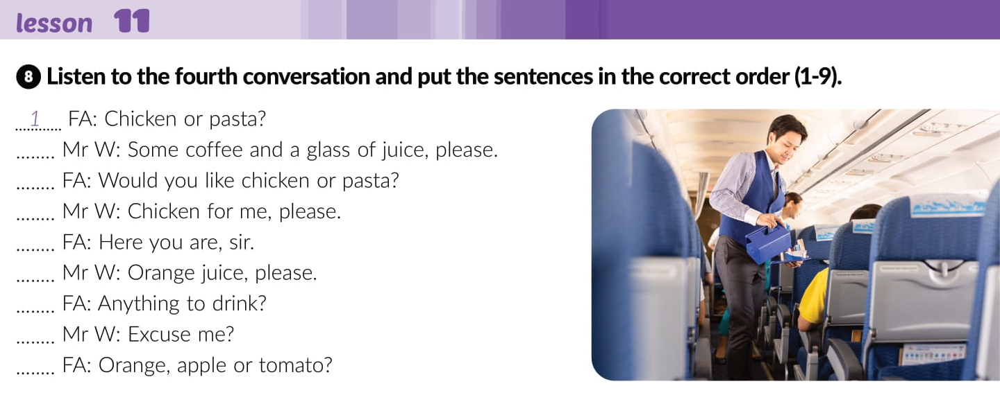 lesson 11
8 Listen to the fourth conversation and put the sentences in the correct order (1-9).
1 FA: Chicken or pasta?
........ Mr W: Some coffee and a glass of juice, please.
........ FA: Would you like chicken or pasta?
........ Mr W: Chicken for me, please.
........ FA: Here you are, sir.
........ Mr W: Orange juice, please.
........ FA: Anything to drink?
........ Mr W: Excuse me?
........ FA: Orange, apple or tomato?